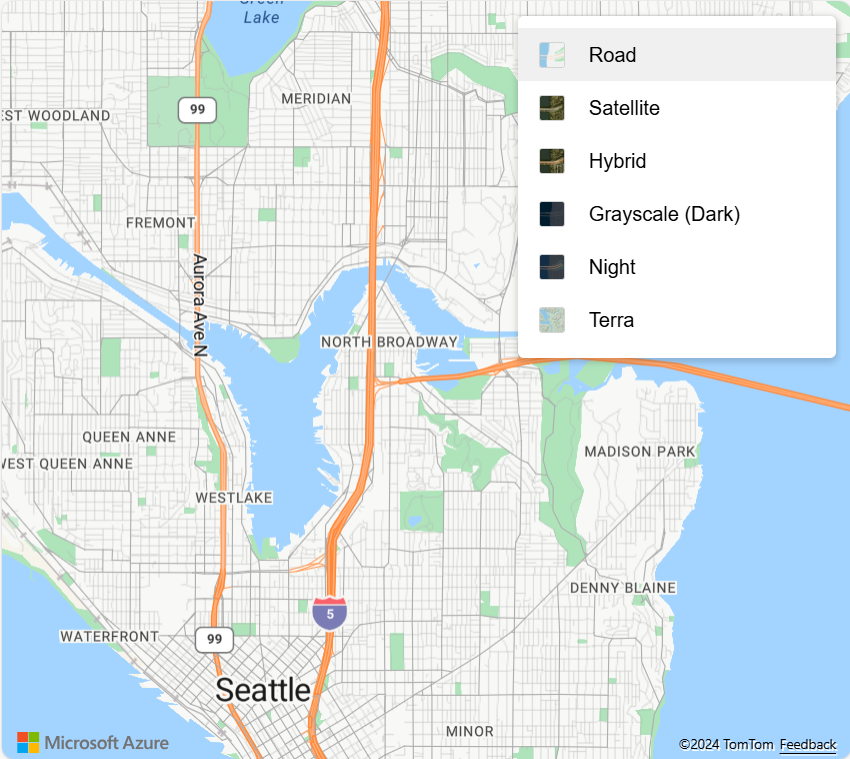 Green
Lake
MERIDIAN
99
EST WOODLAND
FREMONT
Aurora Ave N
NORTH BROADWAY
QUEEN ANNE
WEST QUEEN ANNE
WESTLAKE
MADISON PARK
DENNY BLAINE
5
WATERFRONT
99
Seattle
MINOR
Microsoft Azure
©2024 TomTom Feedback
Road
Satellite
Hybrid
Grayscale (Dark)
Night
Terra